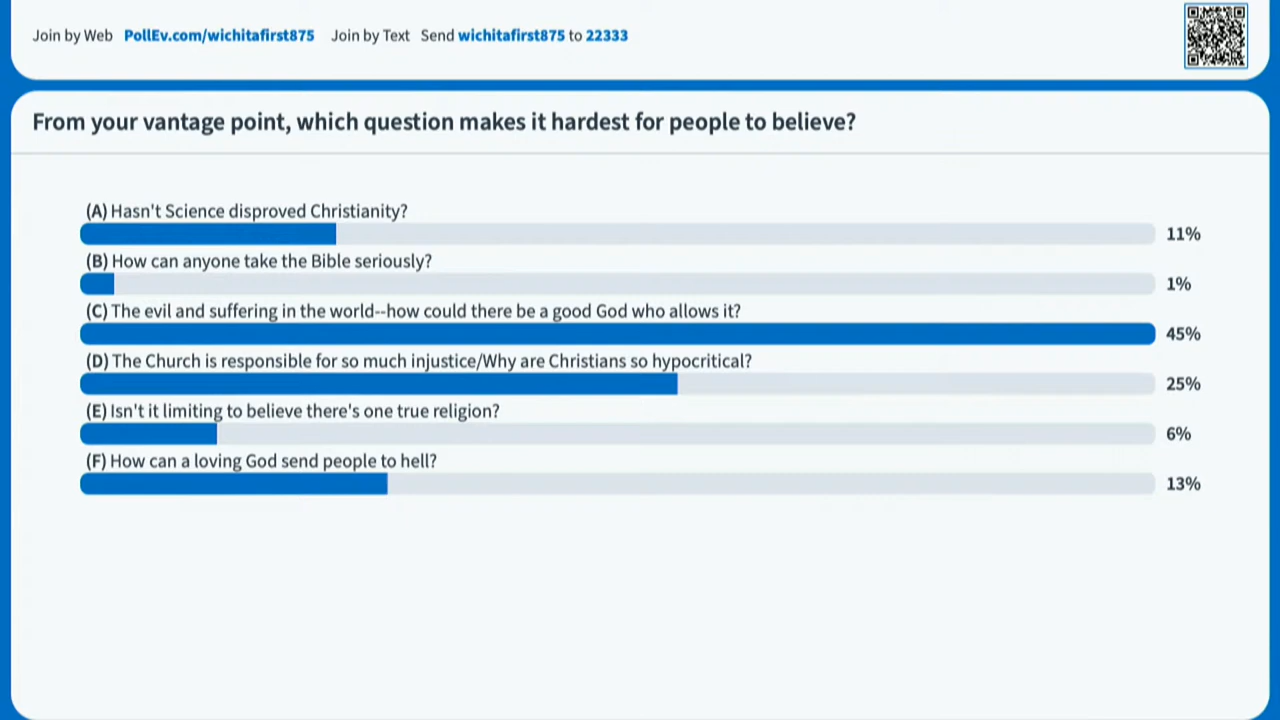 Join by Web PollEv.com/wichitafirst875 Join by Text Send wichitafirst875 to 22333
From your vantage point, which question makes it hardest for people to believe?
(A) Hasn't Science disproved Christianity?
11%
(B) How can anyone take the Bible seriously?
1%
(C) The evil and suffering in the world--how could there be a good God who allows it?
45%
(D) The Church is responsible for so much injustice/Why are Christians so hypocritical?
25%
(E) Isn't it limiting to believe there's one true religion?
6%
(F) How can a loving God send people to hell?
13%